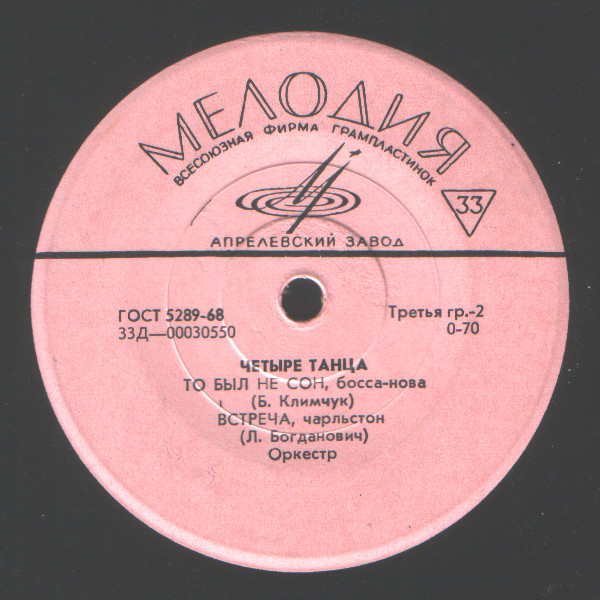 МЕЛОДИЯ
ВСЕСОЮЗНАЯ ФИРМА ГРАМПЛАСТИНОК
33
АПРЕЛЕВСКИЙ ЗАВОД
ГОСТ 5289-68
Третья гр.-2
33Д—00030550
0-70
ЧЕТЫРЕ ТАНЦА
ТО БЫЛ НЕ СОН, босса-нова
(Б. Климчук)
ВСТРЕЧА, чарльстон
(Л. Богданович)
Оркестр